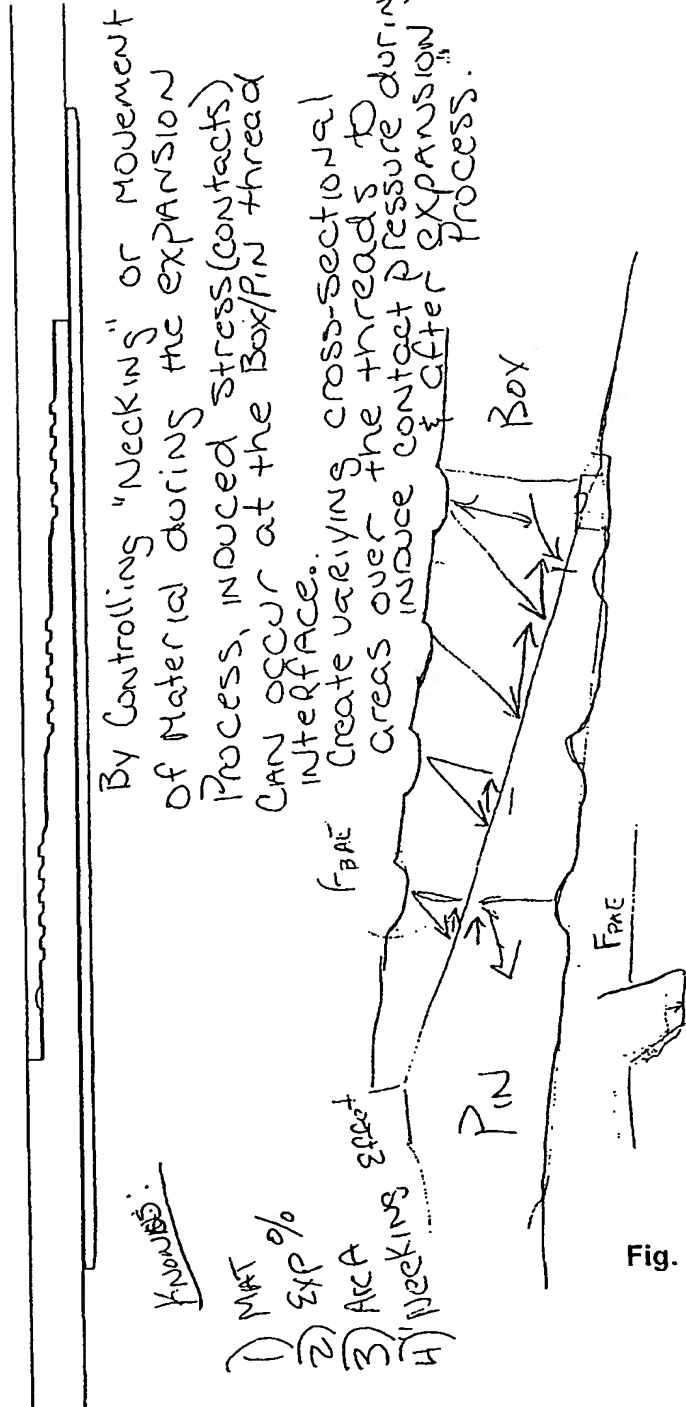 By Controlling "Necking" or movement
of Material during the expansion
Process, induced stress (contacts)
CAN occur at the Box/PIN thread
interface.
Create varying cross-sectional
areas over the threads to
induce contact pressure during
& after expansion
Process.
KNOWNS:
1) MAT
2) EXP %
3) AREA
4) "NECKING" Effect
F_BAE
BOX
PIN
F_PAE
Fig.